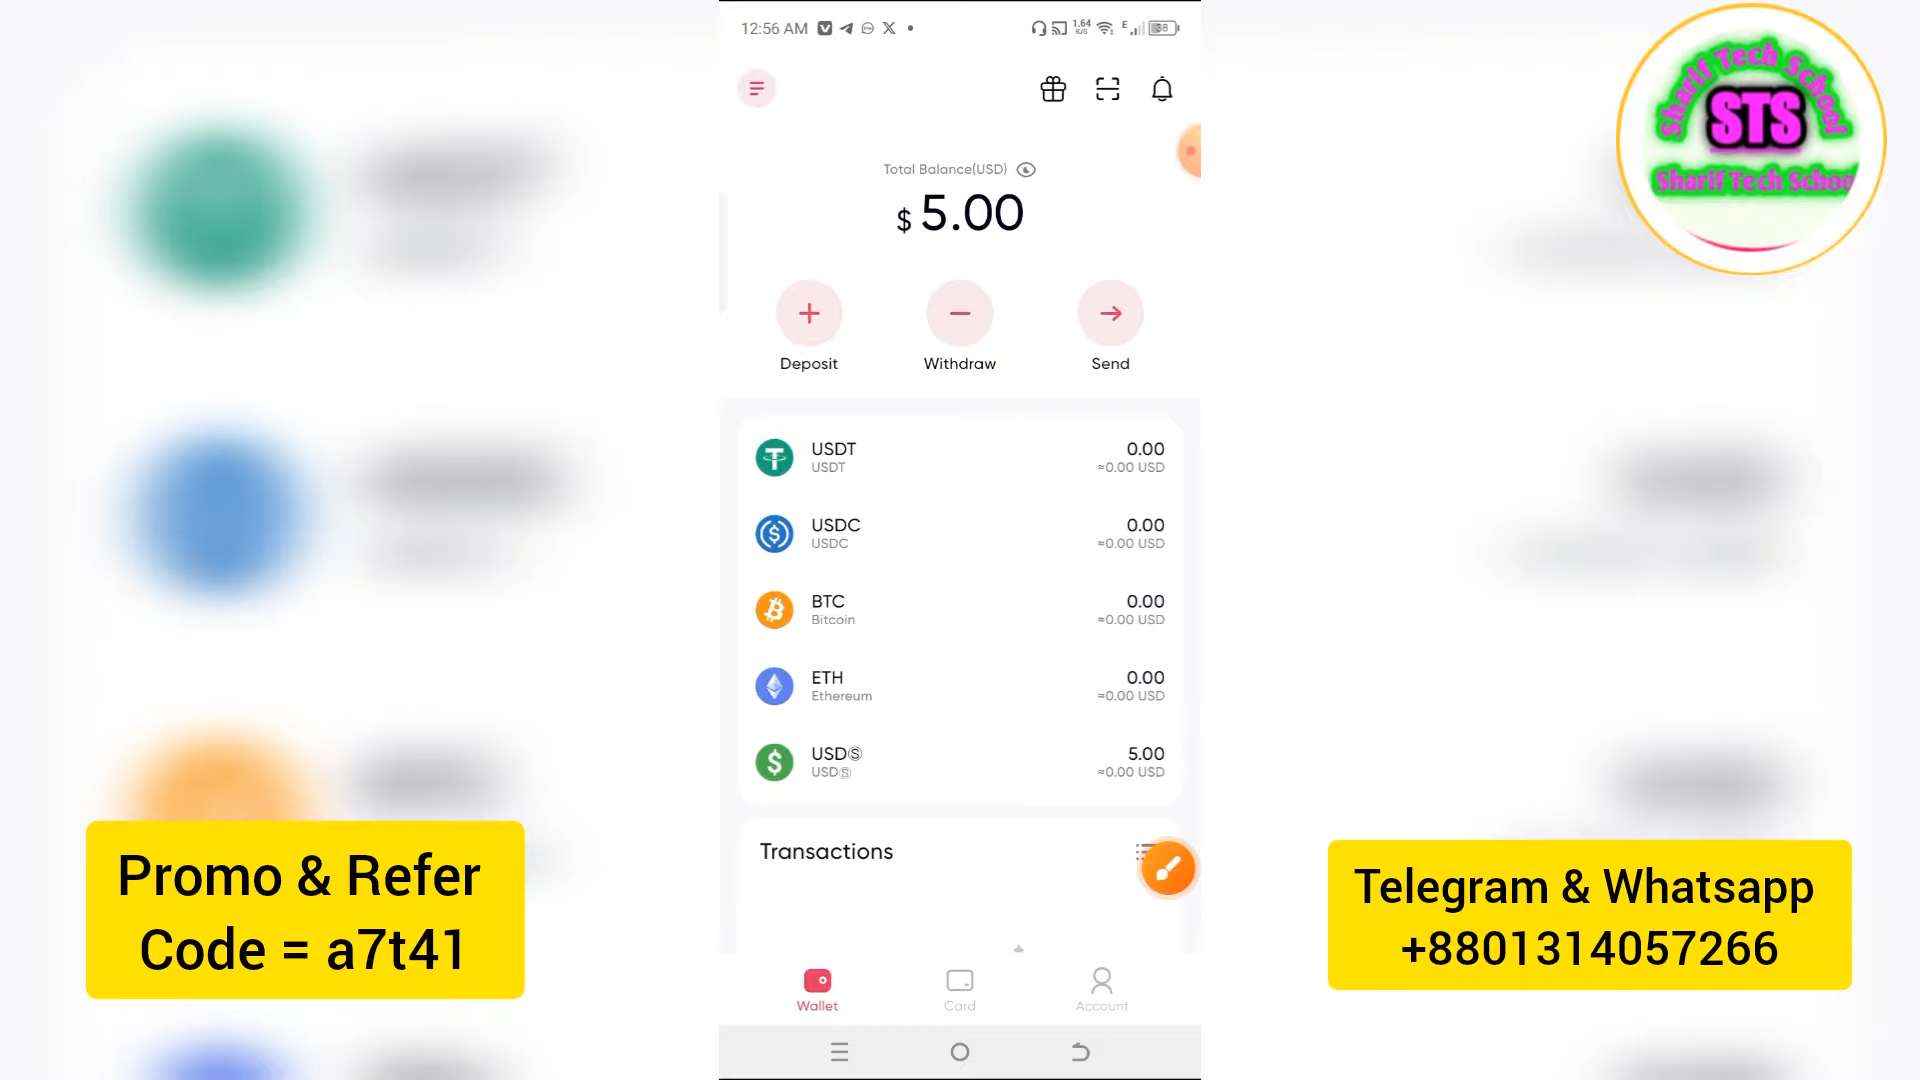 12:56 AM
1.64
K/S
E
Total Balance(USD)
$ 5.00
Deposit
Withdraw
Send
USDT
0.00
USDT
≈0.00 USD
USDC
0.00
USDC
≈0.00 USD
BTC
0.00
Bitcoin
≈0.00 USD
ETH
0.00
Ethereum
≈0.00 USD
USDⓈ
5.00
USDⓈ
≈0.00 USD
Transactions
Wallet
Card
Account
Promo & Refer
Code = a7t41
Telegram & Whatsapp
+8801314057266
Sharif Tech School
STS
Sharif Tech Schoo